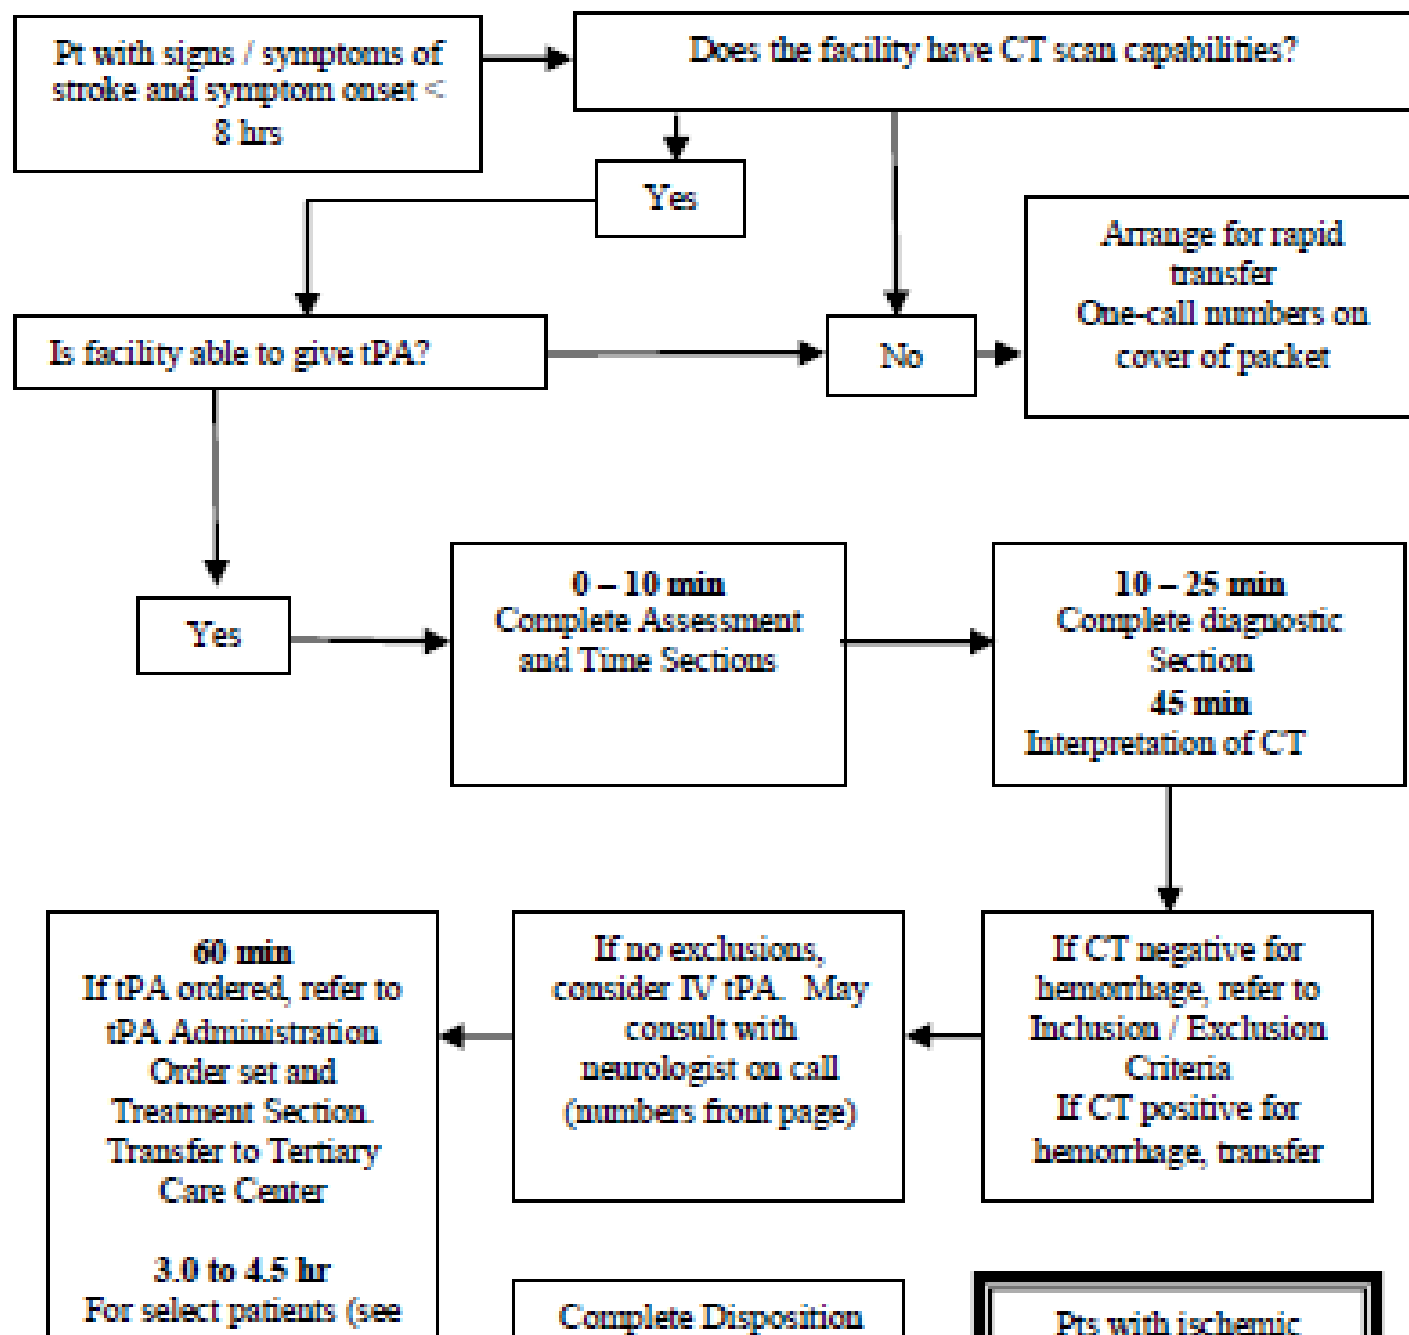 Pt with signs / symptoms of
stroke and symptom onset <
8 hrs
Does the facility have CT scan capabilities?
Yes
Arrange for rapid
transfer
One-call numbers on
cover of packet
Is facility able to give tPA?
No
Yes
0 – 10 min
Complete Assessment
and Time Sections
10 – 25 min
Complete diagnostic
Section
45 min
Interpretation of CT
60 min
If tPA ordered, refer to
tPA Administration
Order set and
Treatment Section.
Transfer to Tertiary
Care Center
3.0 to 4.5 hr
For select patients (see
If no exclusions,
consider IV tPA. May
consult with
neurologist on call
(numbers front page)
If CT negative for
hemorrhage, refer to
Inclusion / Exclusion
Criteria
If CT positive for
hemorrhage, transfer
Complete Disposition
Pts with ischemic